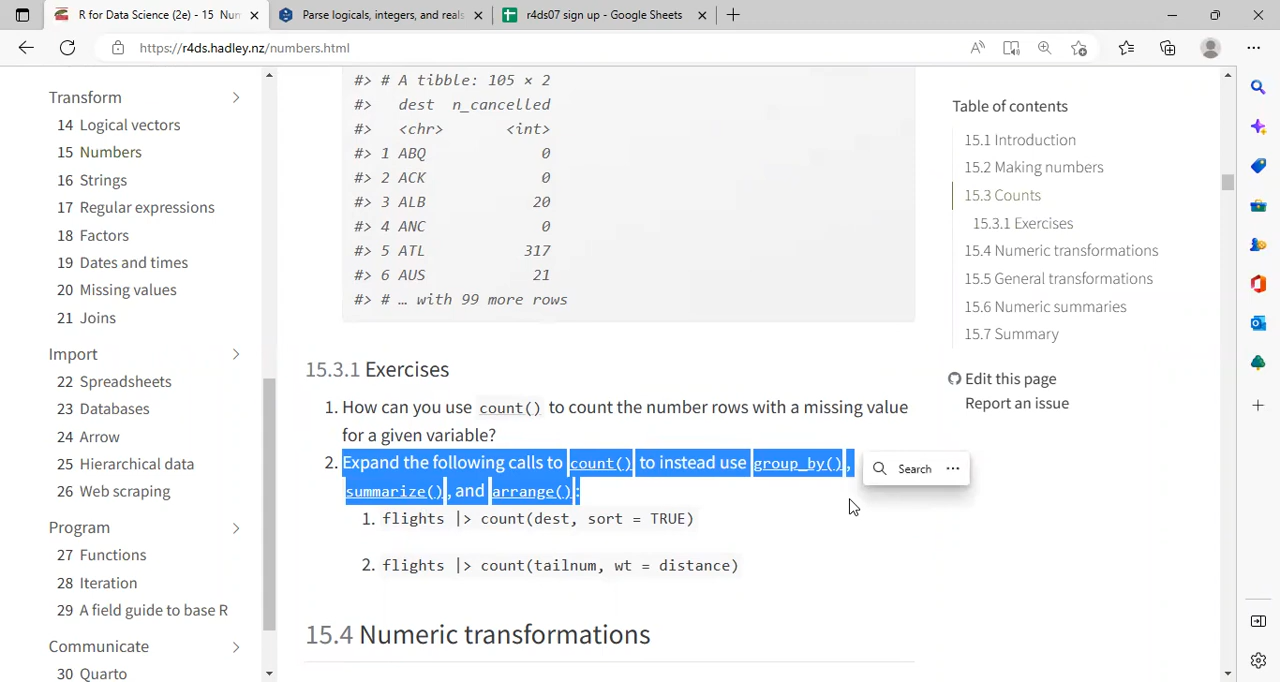 R for Data Science (2e) - 15 Num
Parse logicals, integers, and reals
r4ds07 sign up - Google Sheets
https://r4ds.hadley.nz/numbers.html
Transform
14 Logical vectors
15 Numbers
16 Strings
17 Regular expressions
18 Factors
19 Dates and times
20 Missing values
21 Joins
Import
22 Spreadsheets
23 Databases
24 Arrow
25 Hierarchical data
26 Web scraping
Program
27 Functions
28 Iteration
29 A field guide to base R
Communicate
30 Quarto
#> # A tibble: 105 × 2
#>   dest  n_cancelled
#>   <chr>       <int>
#> 1 ABQ             0
#> 2 ACK             0
#> 3 ALB            20
#> 4 ANC             0
#> 5 ATL           317
#> 6 AUS            21
#> # … with 99 more rows
15.3.1 Exercises
1. How can you use count() to count the number rows with a missing value
for a given variable?
2. Expand the following calls to count() to instead use group_by(),
summarize(), and arrange():
1. flights |> count(dest, sort = TRUE)
2. flights |> count(tailnum, wt = distance)
15.4 Numeric transformations
Search
Table of contents
15.1 Introduction
15.2 Making numbers
15.3 Counts
15.3.1 Exercises
15.4 Numeric transformations
15.5 General transformations
15.6 Numeric summaries
15.7 Summary
Edit this page
Report an issue